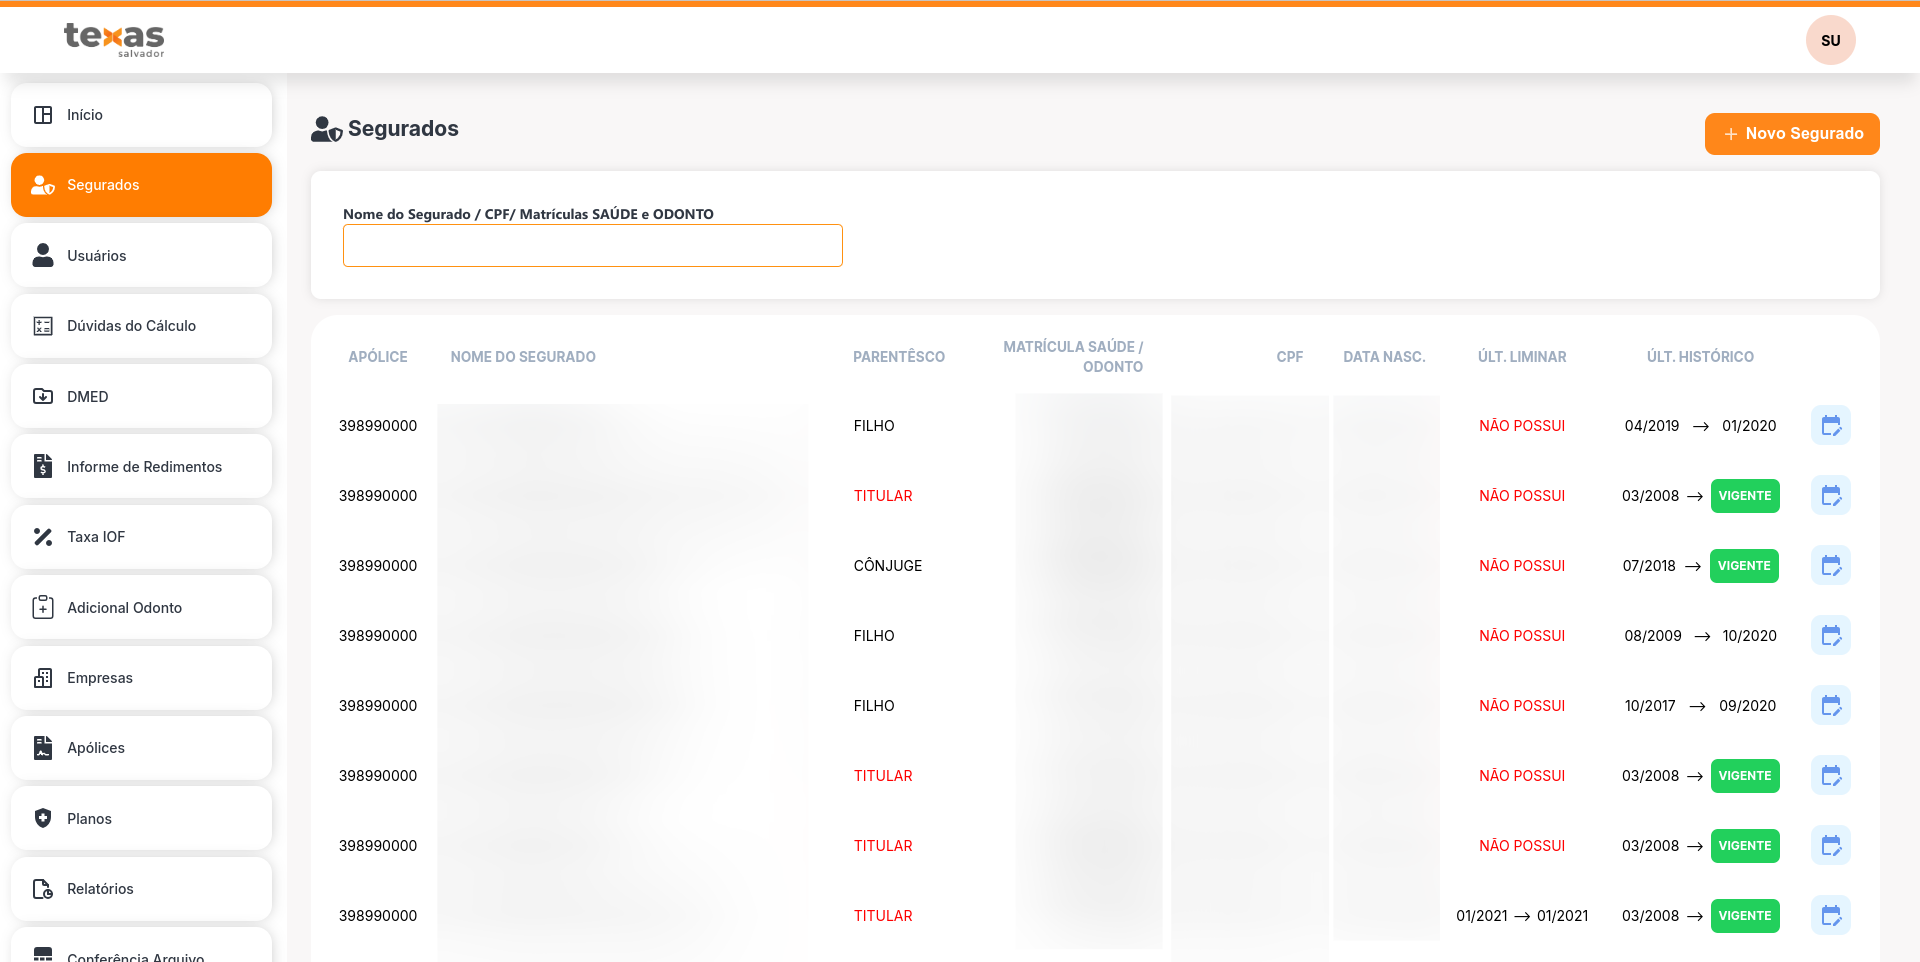 texas
salvador
SU
Início
Segurados
Usuários
Dúvidas do Cálculo
DMED
Informe de Redimentos
Taxa IOF
Adicional Odonto
Empresas
Apólices
Planos
Relatórios
Conferência Arquivo
Segurados
+ Novo Segurado
Nome do Segurado / CPF/ Matrículas SAÚDE e ODONTO
APÓLICE NOME DO SEGURADO PARENTÊSCO MATRÍCULA SAÚDE / ODONTO CPF DATA NASC. ÚLT. LIMINAR ÚLT. HISTÓRICO
398990000 FILHO NÃO POSSUI 04/2019 → 01/2020
398990000 TITULAR NÃO POSSUI 03/2008 → VIGENTE
398990000 CÔNJUGE NÃO POSSUI 07/2018 → VIGENTE
398990000 FILHO NÃO POSSUI 08/2009 → 10/2020
398990000 FILHO NÃO POSSUI 10/2017 → 09/2020
398990000 TITULAR NÃO POSSUI 03/2008 → VIGENTE
398990000 TITULAR NÃO POSSUI 03/2008 → VIGENTE
398990000 TITULAR 01/2021 → 01/2021 03/2008 → VIGENTE